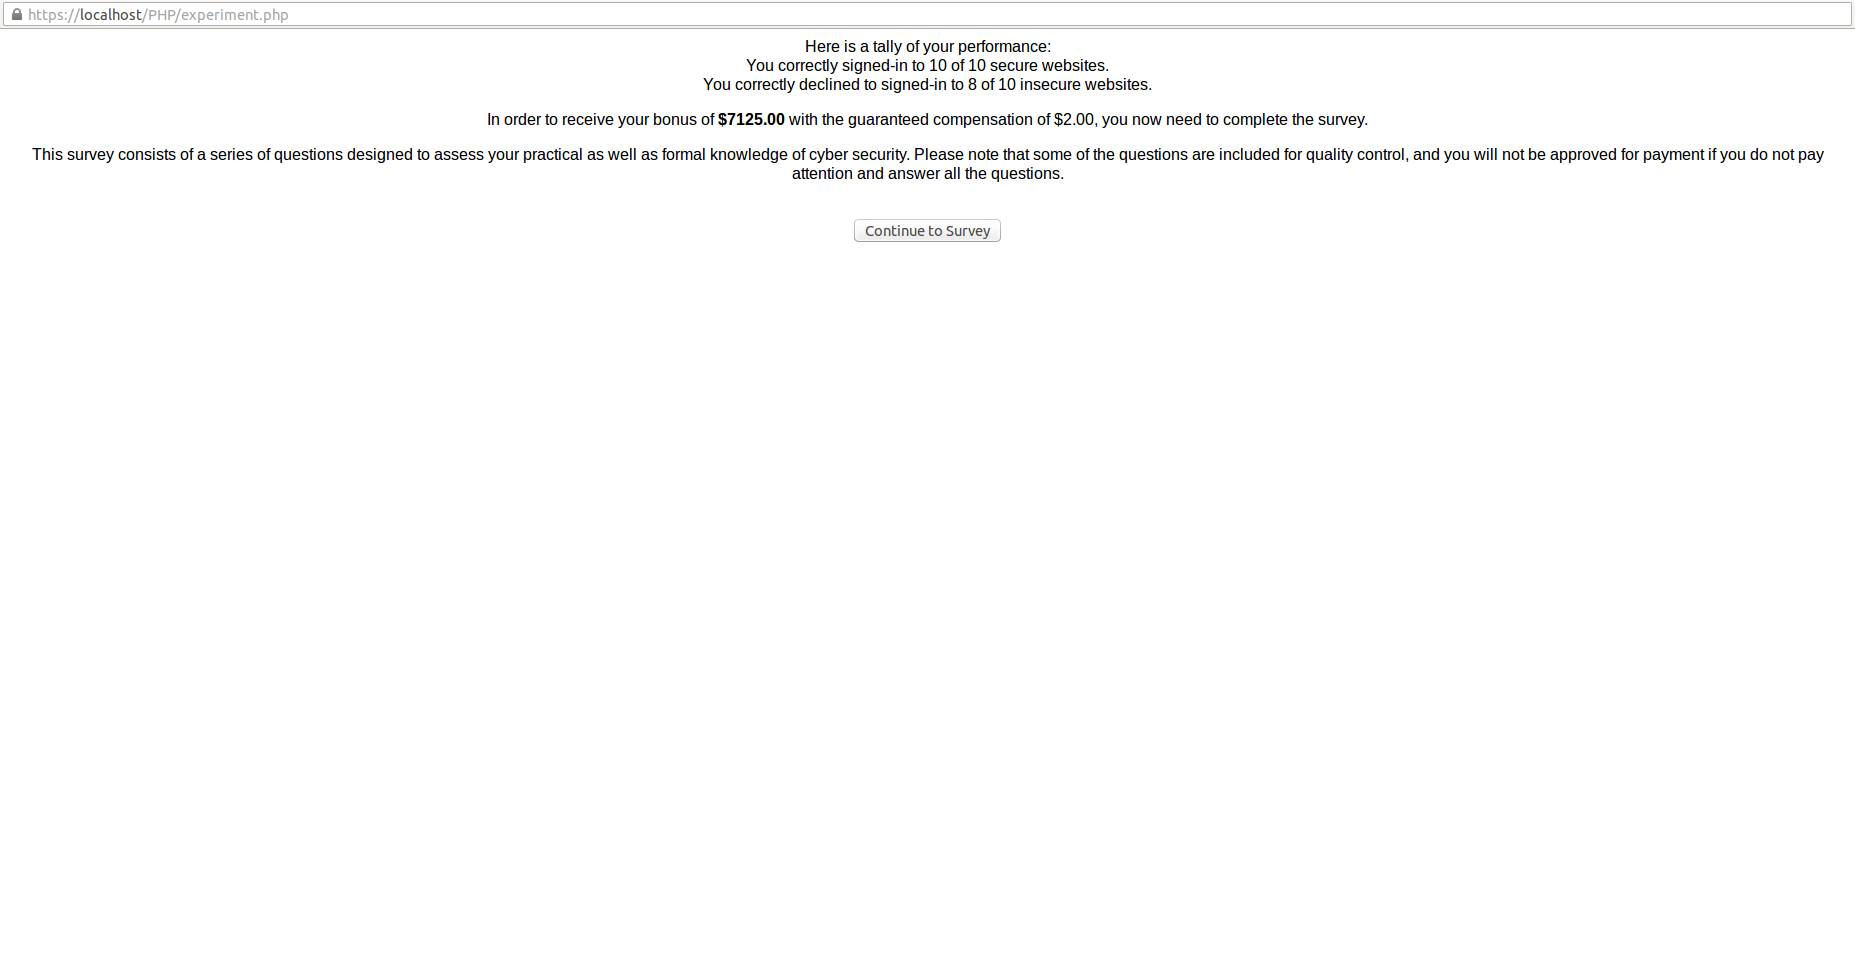 https://localhost/PHP/experiment.php
Here is a tally of your performance:
You correctly signed-in to 10 of 10 secure websites.
You correctly declined to signed-in to 8 of 10 insecure websites.
In order to receive your bonus of $7125.00 with the guaranteed compensation of $2.00, you now need to complete the survey.
This survey consists of a series of questions designed to assess your practical as well as formal knowledge of cyber security. Please note that some of the questions are included for quality control, and you will not be approved for payment if you do not pay
attention and answer all the questions.
Continue to Survey